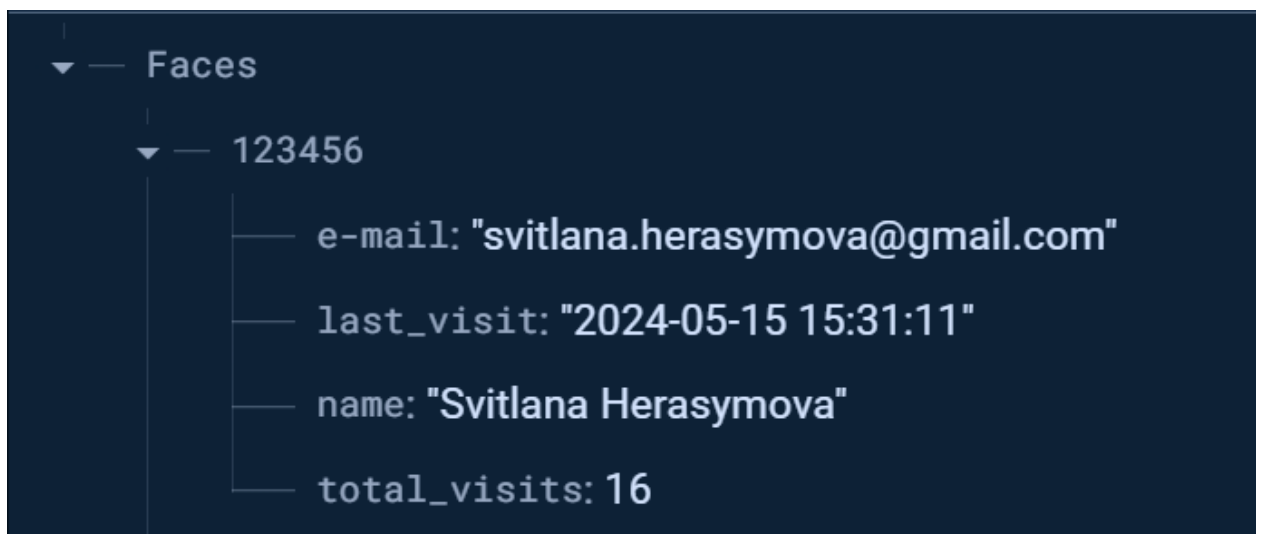 Faces
123456
e-mail: "svitlana.herasymova@gmail.com"
last_visit: "2024-05-15 15:31:11"
name: "Svitlana Herasymova"
total_visits: 16